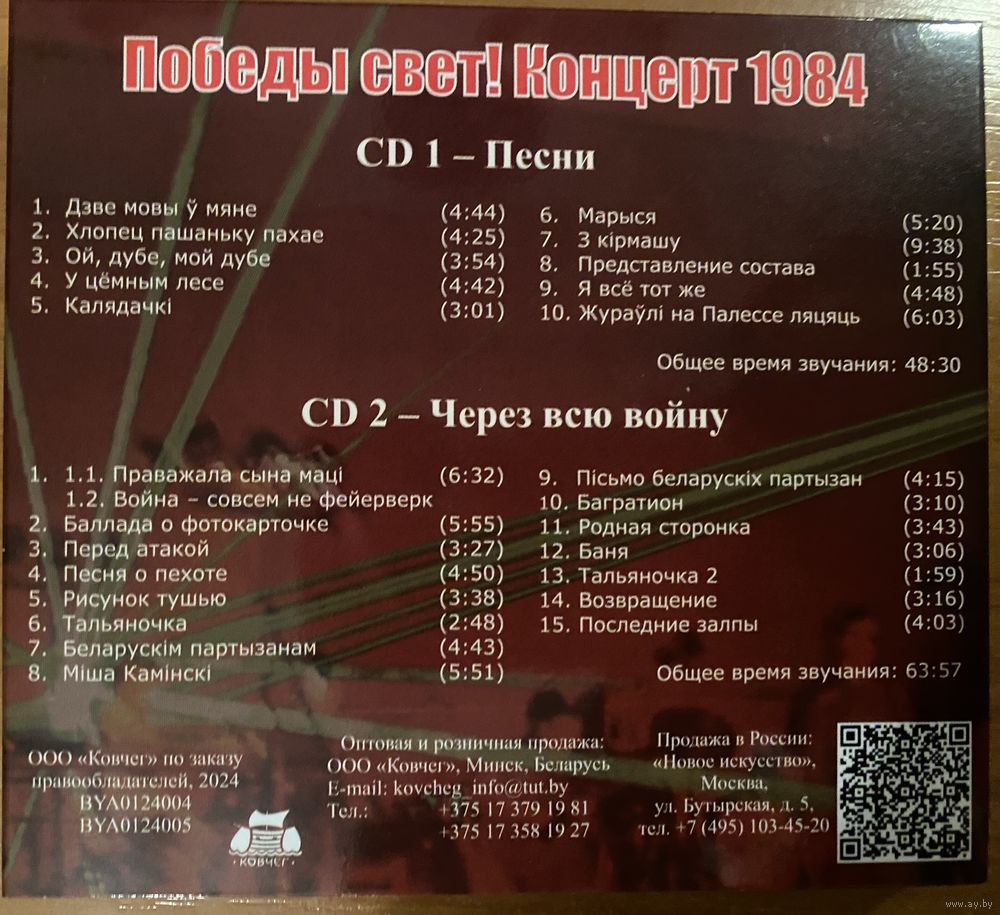 Победы свет! Концерт 1984
CD 1 – Песни
1. Дзве мовы ў мяне (4:44)
2. Хлопец пашаньку пахае (4:25)
3. Ой, дубе, мой дубе (3:54)
4. У цёмным лесе (4:42)
5. Калядачкі (3:01)
6. Марыся (5:20)
7. З кірмашу (9:38)
8. Представление состава (1:55)
9. Я всё тот же (4:48)
10. Жураўлі на Палессе ляцяць (6:03)
Общее время звучания: 48:30
CD 2 – Через всю войну
1. 1.1. Праважала сына маці (6:32)
1.2. Война – совсем не фейерверк
2. Баллада о фотокарточке (5:55)
3. Перед атакой (3:27)
4. Песня о пехоте (4:50)
5. Рисунок тушью (3:38)
6. Тальяночка (2:48)
7. Беларускім партызанам (4:43)
8. Міша Камінскі (5:51)
9. Пісьмо беларускіх партызан (4:15)
10. Багратион (3:10)
11. Родная сторонка (3:43)
12. Баня (3:06)
13. Тальяночка 2 (1:59)
14. Возвращение (3:16)
15. Последние залпы (4:03)
Общее время звучания: 63:57
ООО «Ковчег» по заказу
правообладателей, 2024
BYA0124004
BYA0124005
·КОВЧЕГ·
Оптовая и розничная продажа:
ООО «Ковчег», Минск, Беларусь
E-mail: kovcheg_info@tut.by
Тел.: +375 17 379 19 81
+375 17 358 19 27
Продажа в России:
«Новое искусство»,
Москва,
ул. Бутырская, д. 5,
тел. +7 (495) 103-45-20
www.ay.by